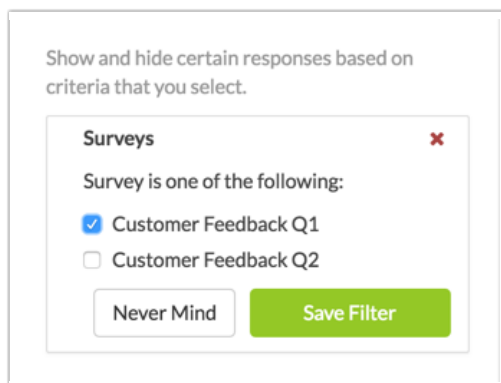 Show and hide certain responses based on
criteria that you select.
Surveys
Survey is one of the following:
Customer Feedback Q1
Customer Feedback Q2
Never Mind
Save Filter